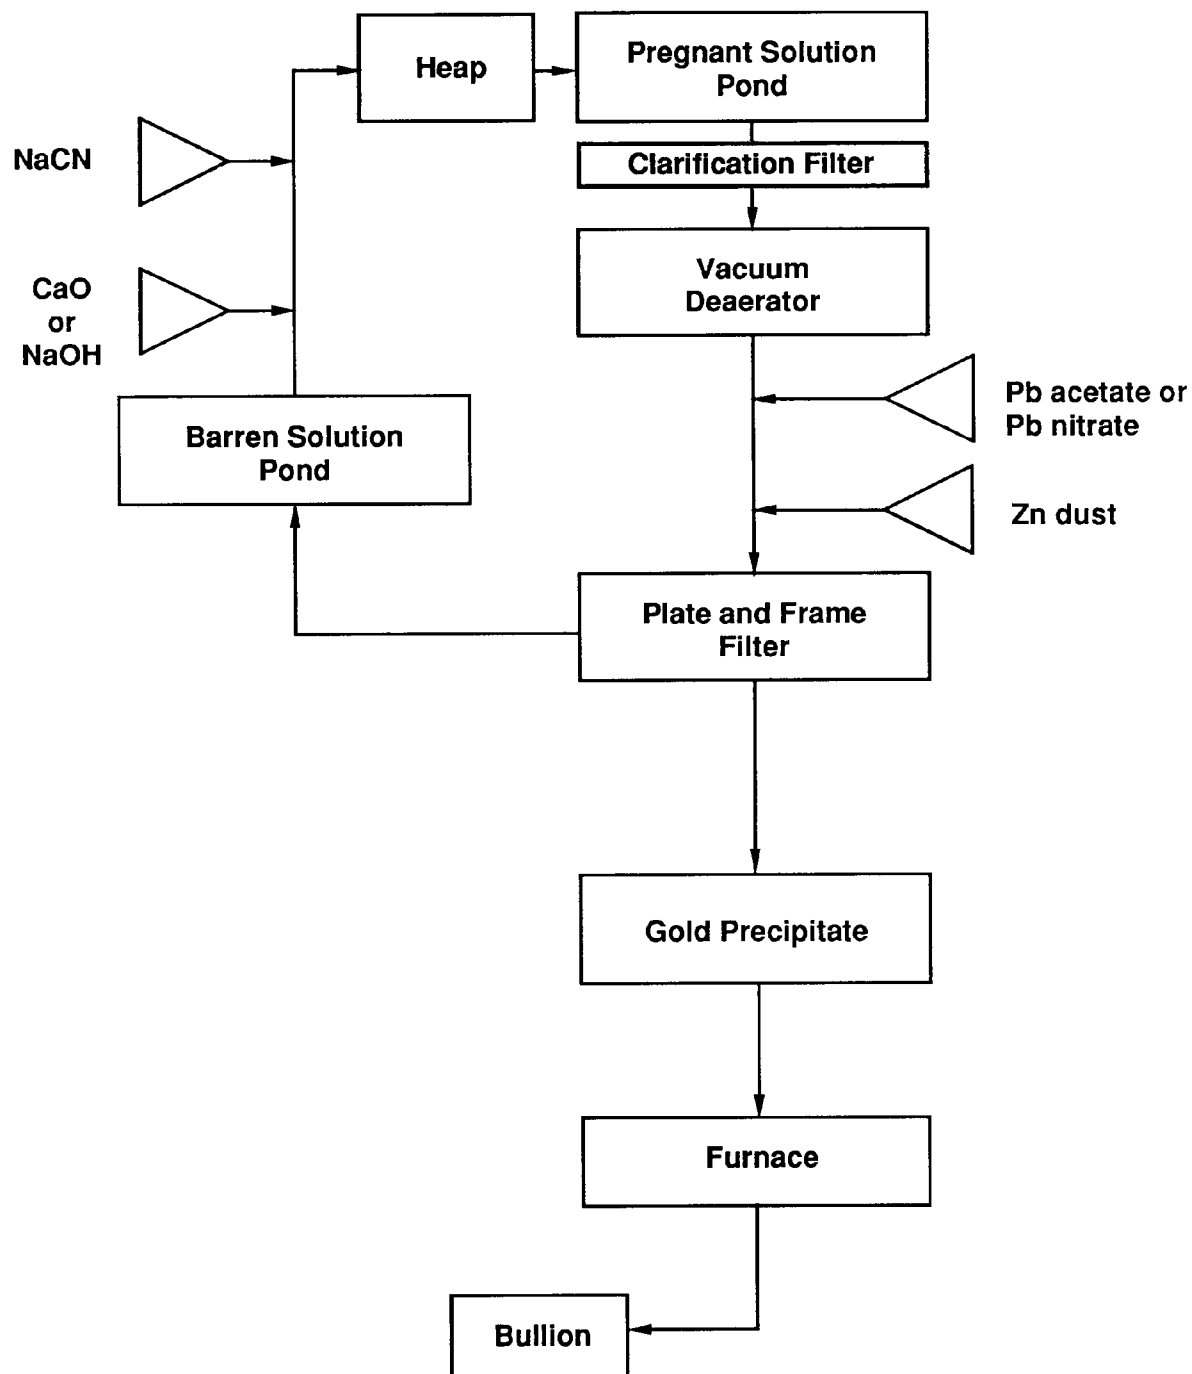 Heap
Pregnant Solution
Pond
NaCN
Clarification Filter
Vacuum
Deaerator
CaO
or
NaOH
Pb acetate or
Pb nitrate
Barren Solution
Pond
Zn dust
Plate and Frame
Filter
Gold Precipitate
Furnace
Bullion